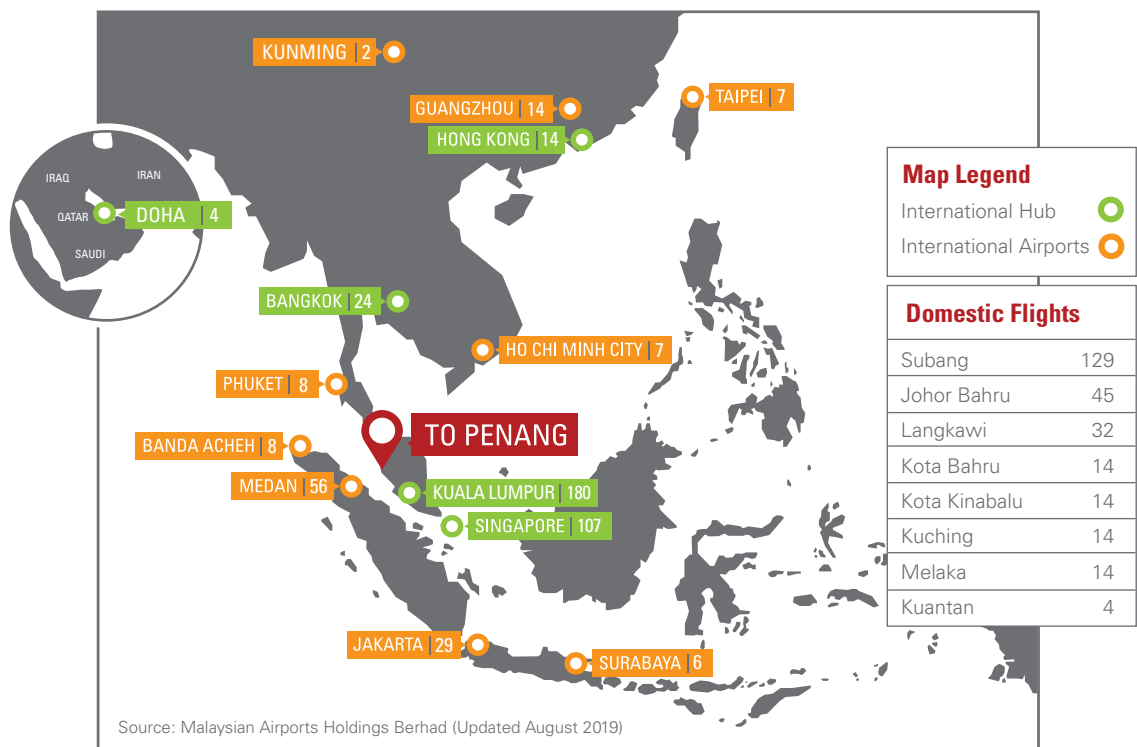 KUNMING | 2
TAIPEI | 7
GUANGZHOU | 14
HONG KONG | 14
IRAQ
IRAN
QATAR
DOHA | 4
SAUDI
BANGKOK | 24
HO CHI MINH CITY | 7
PHUKET | 8
TO PENANG
BANDA ACHEH | 8
MEDAN | 56
KUALA LUMPUR | 180
SINGAPORE | 107
JAKARTA | 29
SURABAYA | 6
Source: Malaysian Airports Holdings Berhad (Updated August 2019)
Map Legend
International Hub
International Airports
Domestic Flights
Subang 129
Johor Bahru 45
Langkawi 32
Kota Bahru 14
Kota Kinabalu 14
Kuching 14
Melaka 14
Kuantan 4